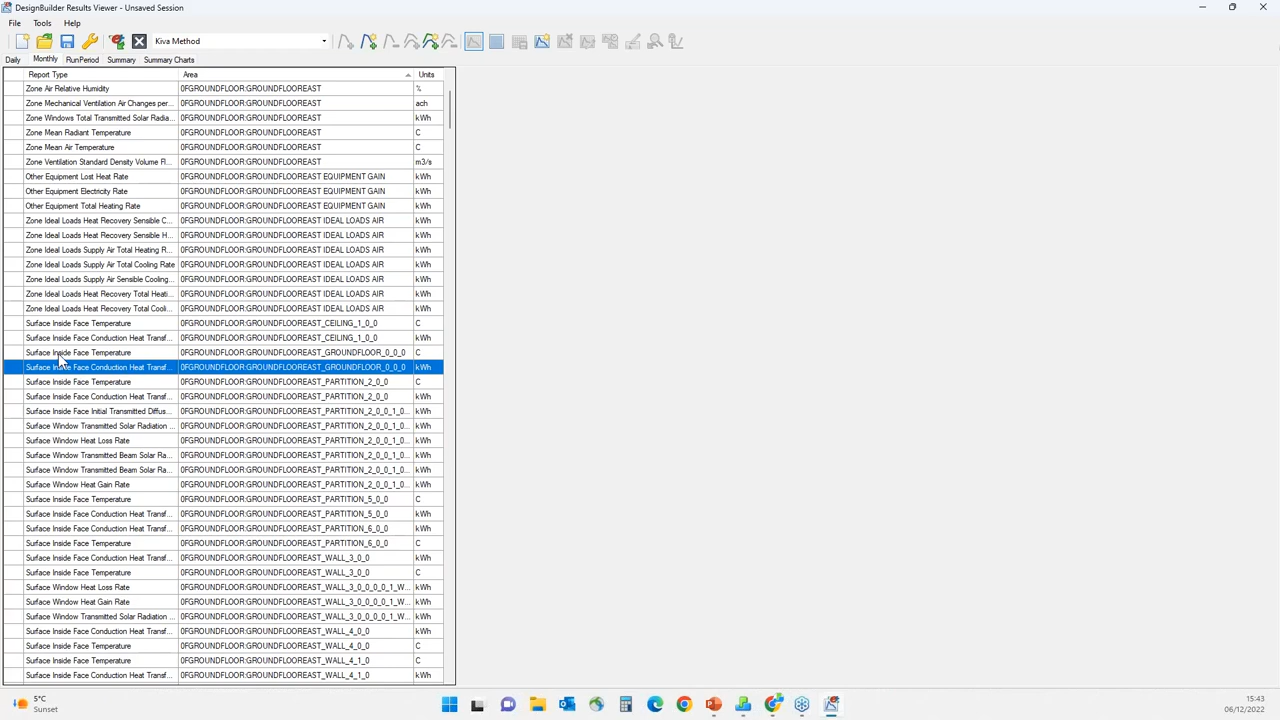 DesignBuilder Results Viewer - Unsaved Session
File Tools Help
Kiva Method
Daily Monthly RunPeriod Summary Summary Charts
Report Type Area Units
Zone Air Relative Humidity 0FGROUNDFLOOR:GROUNDFLOOREAST %
Zone Mechanical Ventilation Air Changes per... 0FGROUNDFLOOR:GROUNDFLOOREAST ach
Zone Windows Total Transmitted Solar Radia... 0FGROUNDFLOOR:GROUNDFLOOREAST kWh
Zone Mean Radiant Temperature 0FGROUNDFLOOR:GROUNDFLOOREAST C
Zone Mean Air Temperature 0FGROUNDFLOOR:GROUNDFLOOREAST C
Zone Ventilation Standard Density Volume Fl... 0FGROUNDFLOOR:GROUNDFLOOREAST m3/s
Other Equipment Lost Heat Rate 0FGROUNDFLOOR:GROUNDFLOOREAST EQUIPMENT GAIN kWh
Other Equipment Electricity Rate 0FGROUNDFLOOR:GROUNDFLOOREAST EQUIPMENT GAIN kWh
Other Equipment Total Heating Rate 0FGROUNDFLOOR:GROUNDFLOOREAST EQUIPMENT GAIN kWh
Zone Ideal Loads Heat Recovery Sensible C... 0FGROUNDFLOOR:GROUNDFLOOREAST IDEAL LOADS AIR kWh
Zone Ideal Loads Heat Recovery Sensible H... 0FGROUNDFLOOR:GROUNDFLOOREAST IDEAL LOADS AIR kWh
Zone Ideal Loads Supply Air Total Heating R... 0FGROUNDFLOOR:GROUNDFLOOREAST IDEAL LOADS AIR kWh
Zone Ideal Loads Supply Air Total Cooling Rate 0FGROUNDFLOOR:GROUNDFLOOREAST IDEAL LOADS AIR kWh
Zone Ideal Loads Supply Air Sensible Cooling... 0FGROUNDFLOOR:GROUNDFLOOREAST IDEAL LOADS AIR kWh
Zone Ideal Loads Heat Recovery Total Heati... 0FGROUNDFLOOR:GROUNDFLOOREAST IDEAL LOADS AIR kWh
Zone Ideal Loads Heat Recovery Total Cooli... 0FGROUNDFLOOR:GROUNDFLOOREAST IDEAL LOADS AIR kWh
Surface Inside Face Temperature 0FGROUNDFLOOR:GROUNDFLOOREAST_CEILING_1_0_0 C
Surface Inside Face Conduction Heat Transf... 0FGROUNDFLOOR:GROUNDFLOOREAST_CEILING_1_0_0 kWh
Surface Inside Face Temperature 0FGROUNDFLOOR:GROUNDFLOOREAST_GROUNDFLOOR_0_0_0 C
Surface Inside Face Conduction Heat Transf... 0FGROUNDFLOOR:GROUNDFLOOREAST_GROUNDFLOOR_0_0_0 kWh
Surface Inside Face Temperature 0FGROUNDFLOOR:GROUNDFLOOREAST_PARTITION_2_0_0 C
Surface Inside Face Conduction Heat Transf... 0FGROUNDFLOOR:GROUNDFLOOREAST_PARTITION_2_0_0 kWh
Surface Inside Face Initial Transmitted Diffus... 0FGROUNDFLOOR:GROUNDFLOOREAST_PARTITION_2_0_0_1_0... kWh
Surface Window Transmitted Solar Radiation ... 0FGROUNDFLOOR:GROUNDFLOOREAST_PARTITION_2_0_0_1_0... kWh
Surface Window Heat Loss Rate 0FGROUNDFLOOR:GROUNDFLOOREAST_PARTITION_2_0_0_1_0... kWh
Surface Window Transmitted Beam Solar Ra... 0FGROUNDFLOOR:GROUNDFLOOREAST_PARTITION_2_0_0_1_0... kWh
Surface Window Transmitted Beam Solar Ra... 0FGROUNDFLOOR:GROUNDFLOOREAST_PARTITION_2_0_0_1_0... kWh
Surface Window Heat Gain Rate 0FGROUNDFLOOR:GROUNDFLOOREAST_PARTITION_2_0_0_1_0... kWh
Surface Inside Face Temperature 0FGROUNDFLOOR:GROUNDFLOOREAST_PARTITION_5_0_0 C
Surface Inside Face Conduction Heat Transf... 0FGROUNDFLOOR:GROUNDFLOOREAST_PARTITION_5_0_0 kWh
Surface Inside Face Conduction Heat Transf... 0FGROUNDFLOOR:GROUNDFLOOREAST_PARTITION_6_0_0 kWh
Surface Inside Face Temperature 0FGROUNDFLOOR:GROUNDFLOOREAST_PARTITION_6_0_0 C
Surface Inside Face Conduction Heat Transf... 0FGROUNDFLOOR:GROUNDFLOOREAST_WALL_3_0_0 kWh
Surface Inside Face Temperature 0FGROUNDFLOOR:GROUNDFLOOREAST_WALL_3_0_0 C
Surface Window Heat Loss Rate 0FGROUNDFLOOR:GROUNDFLOOREAST_WALL_3_0_0_0_0_1_W... kWh
Surface Window Heat Gain Rate 0FGROUNDFLOOR:GROUNDFLOOREAST_WALL_3_0_0_0_0_1_W... kWh
Surface Window Transmitted Solar Radiation ... 0FGROUNDFLOOR:GROUNDFLOOREAST_WALL_3_0_0_0_0_1_W... kWh
Surface Inside Face Conduction Heat Transf... 0FGROUNDFLOOR:GROUNDFLOOREAST_WALL_4_0_0 kWh
Surface Inside Face Temperature 0FGROUNDFLOOR:GROUNDFLOOREAST_WALL_4_0_0 C
Surface Inside Face Temperature 0FGROUNDFLOOR:GROUNDFLOOREAST_WALL_4_1_0 C
Surface Inside Face Conduction Heat Transf... 0FGROUNDFLOOR:GROUNDFLOOREAST_WALL_4_1_0 kWh
5°C
Sunset
15:43
06/12/2022